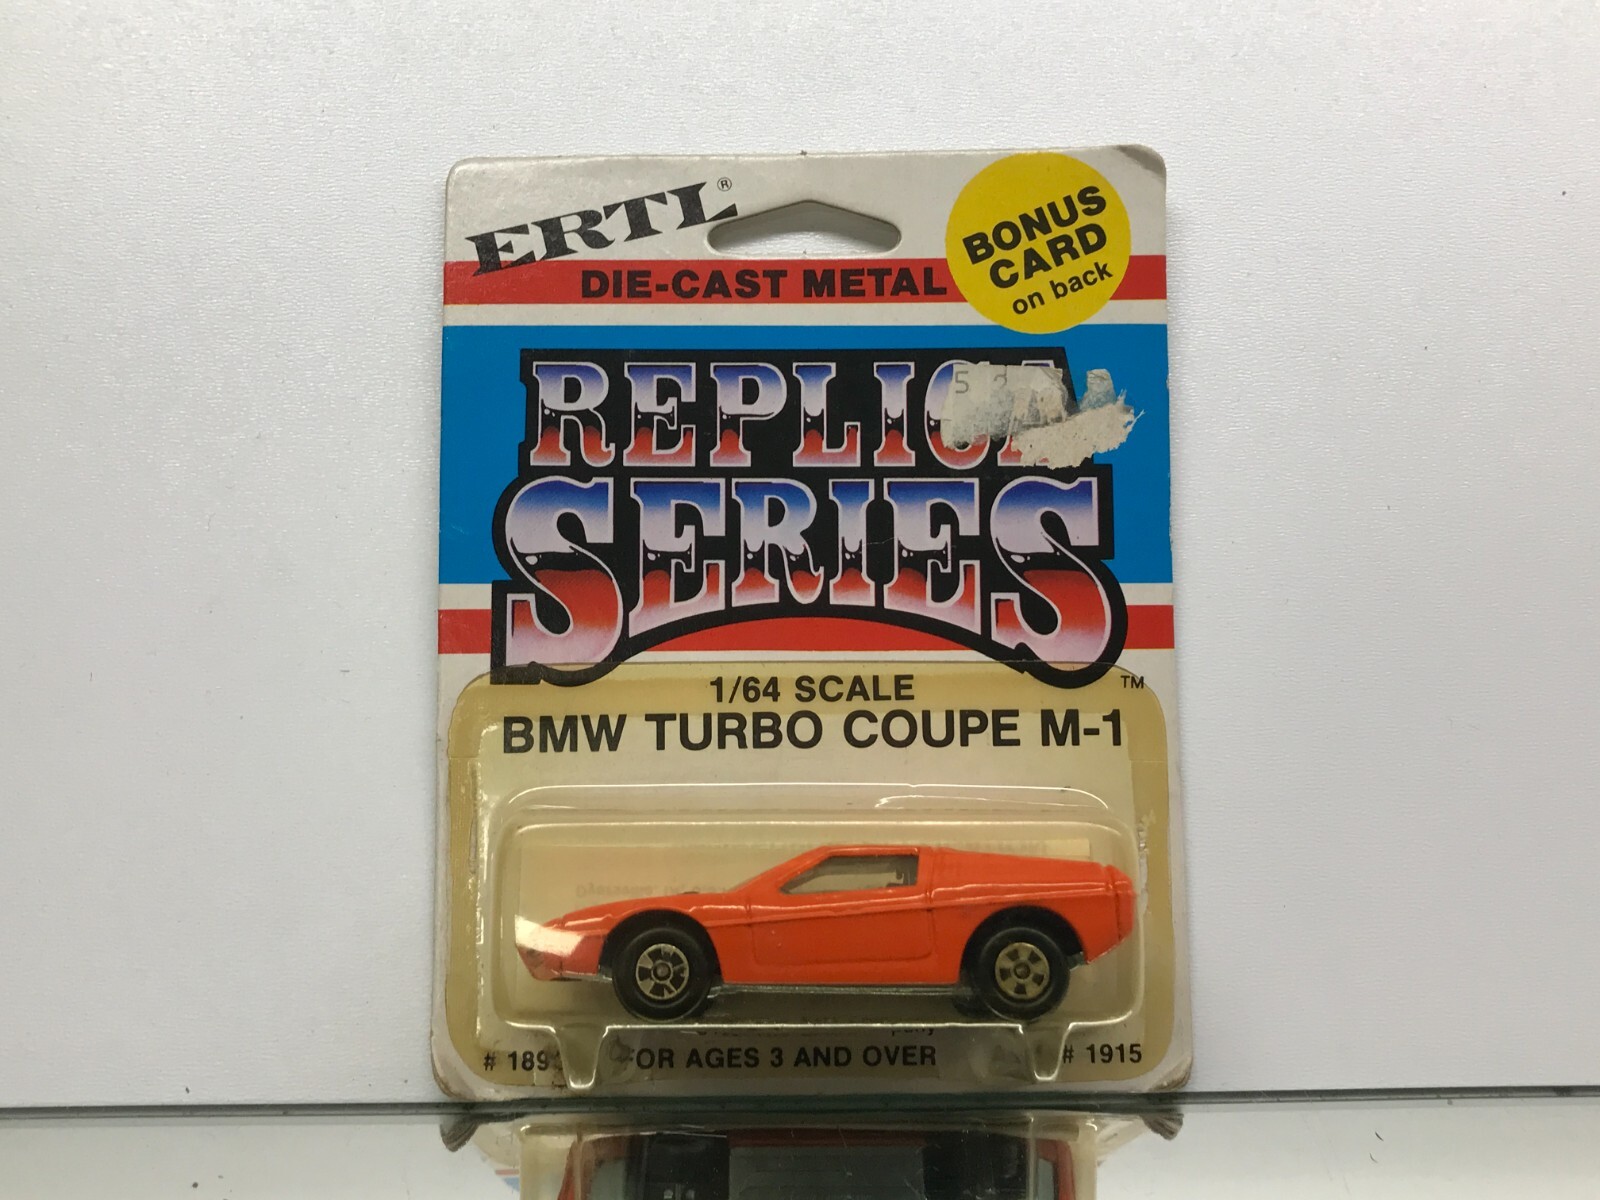 ERTL®
BONUS
CARD
on back
DIE-CAST METAL
REPLICA
SERIES
TM
1/64 SCALE
BMW TURBO COUPE M-1
FOR AGES 3 AND OVER
# 1915